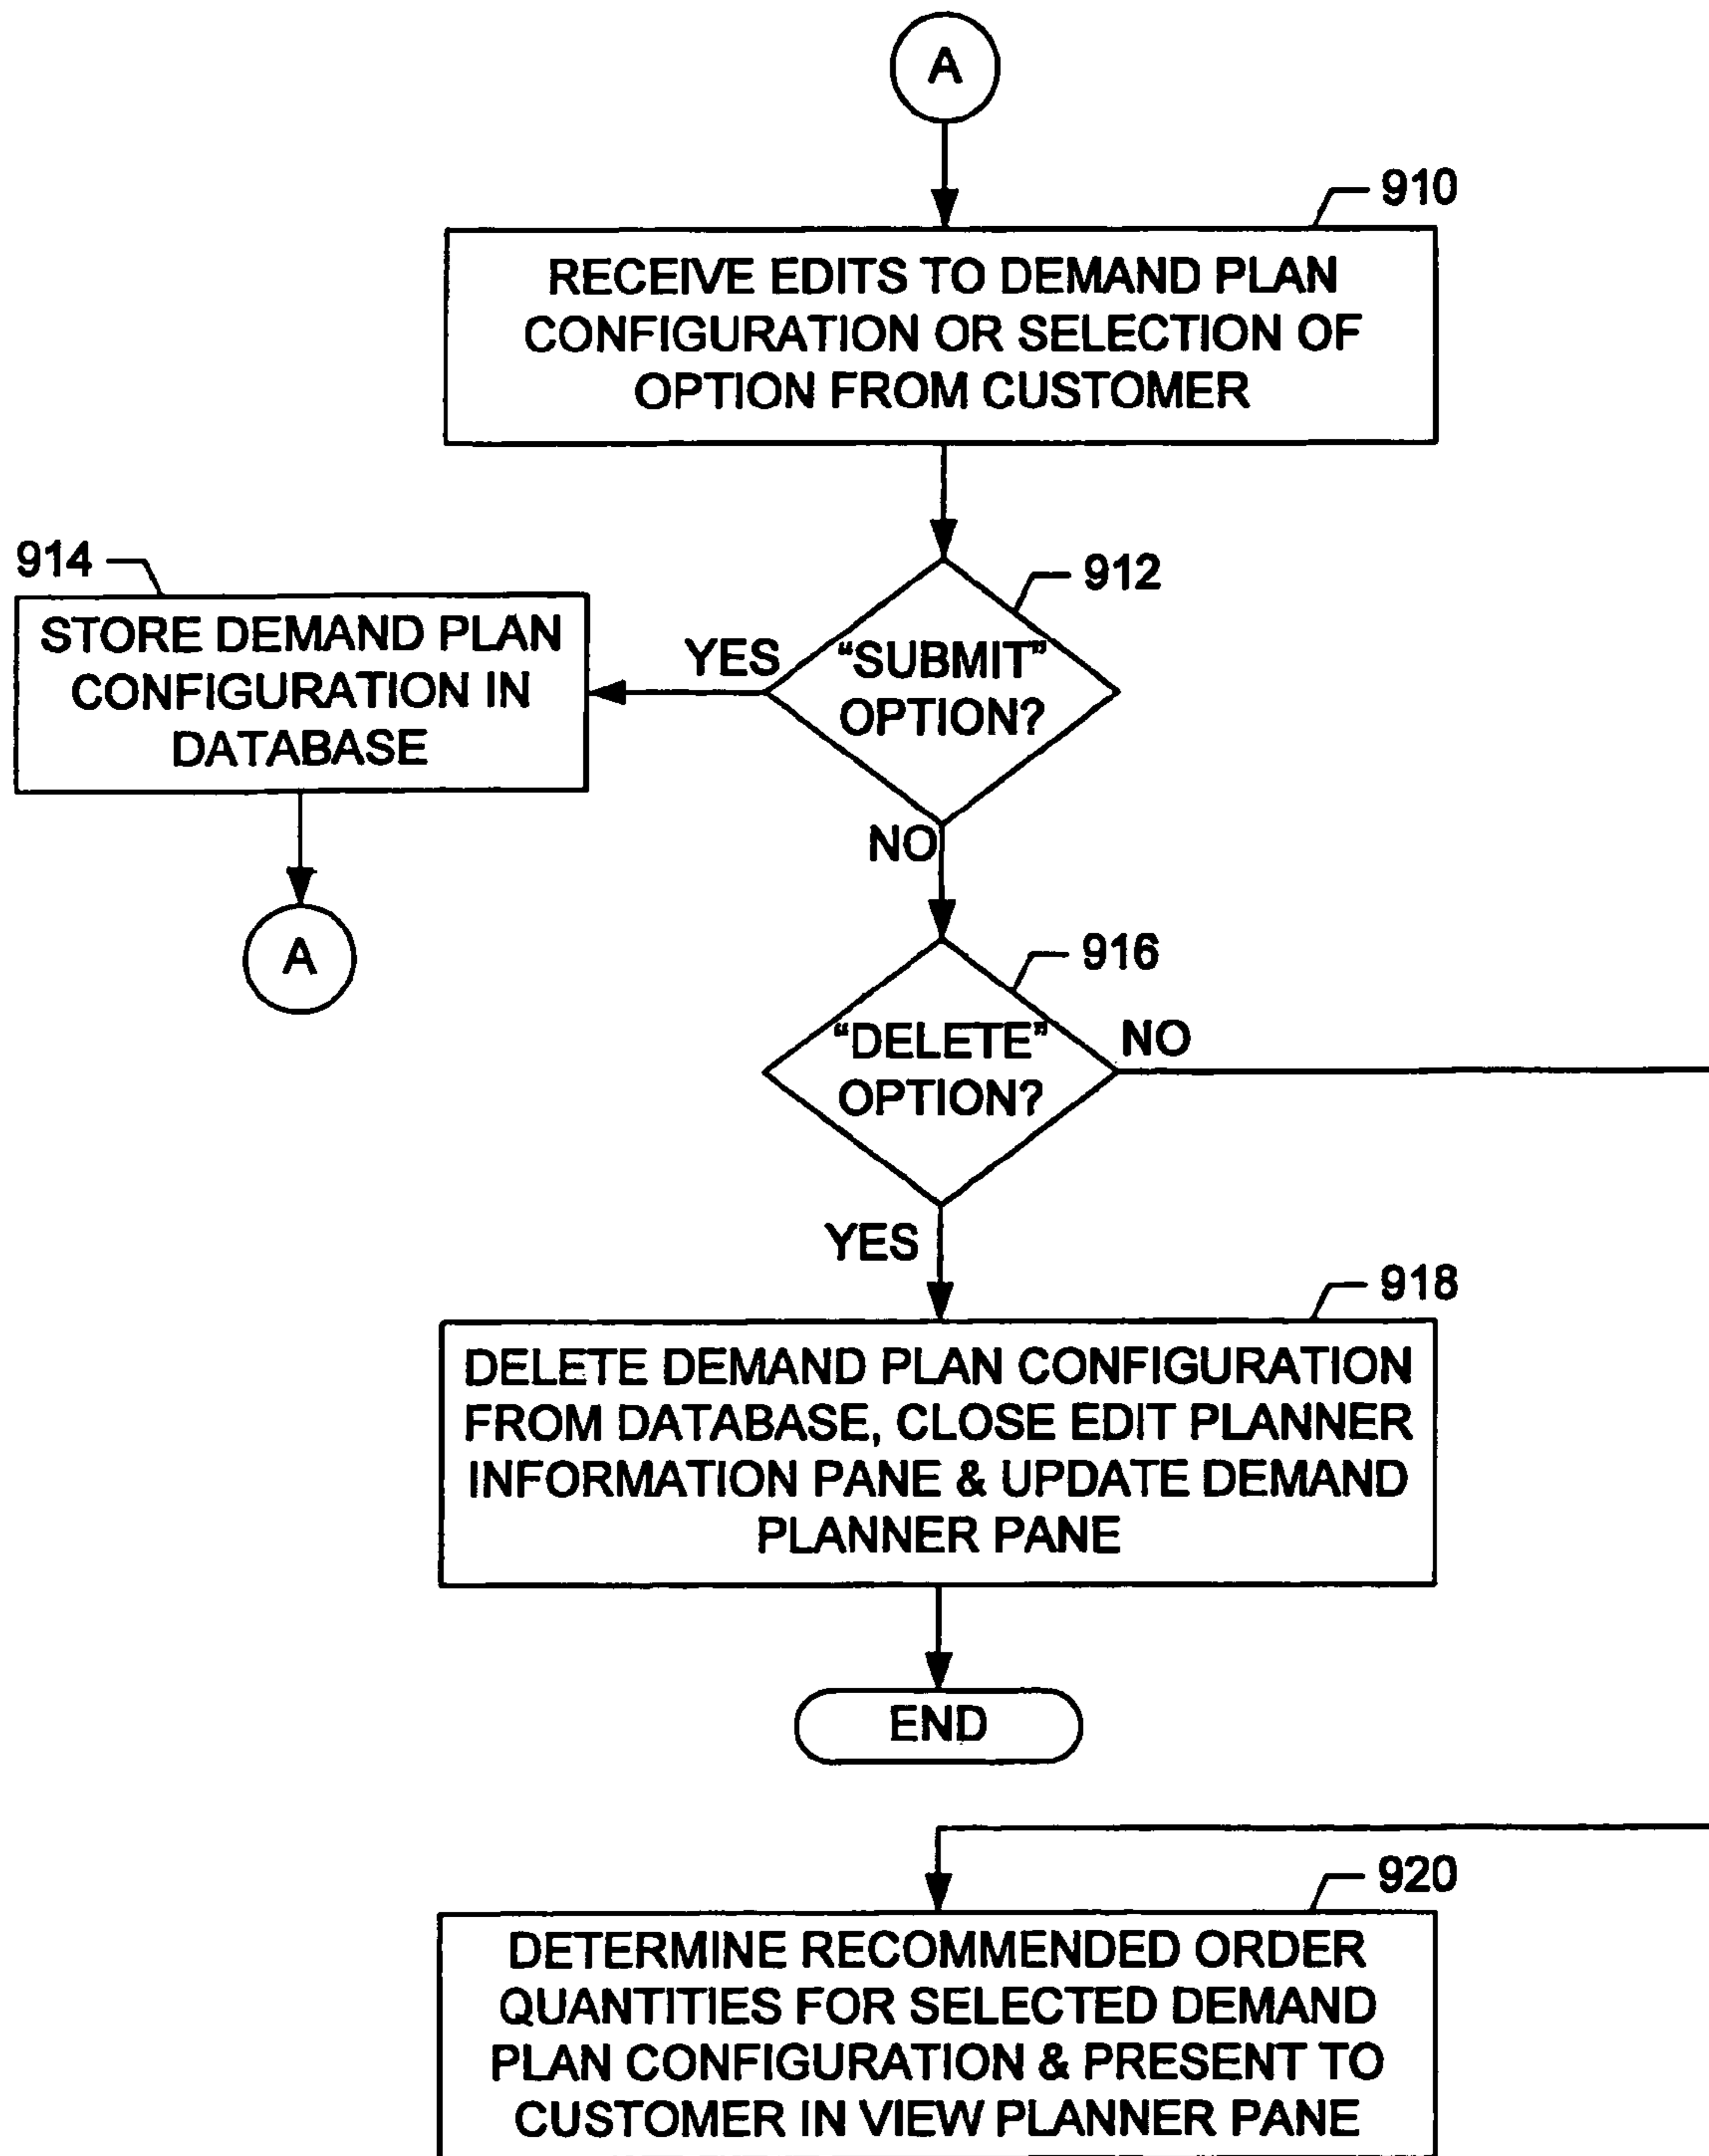 A
910
RECEIVE EDITS TO DEMAND PLAN
CONFIGURATION OR SELECTION OF
OPTION FROM CUSTOMER
912
"SUBMIT"
OPTION?
YES
914
STORE DEMAND PLAN
CONFIGURATION IN
DATABASE
A
NO
916
"DELETE"
OPTION?
NO
YES
918
DELETE DEMAND PLAN CONFIGURATION
FROM DATABASE, CLOSE EDIT PLANNER
INFORMATION PANE & UPDATE DEMAND
PLANNER PANE
END
920
DETERMINE RECOMMENDED ORDER
QUANTITIES FOR SELECTED DEMAND
PLAN CONFIGURATION & PRESENT TO
CUSTOMER IN VIEW PLANNER PANE